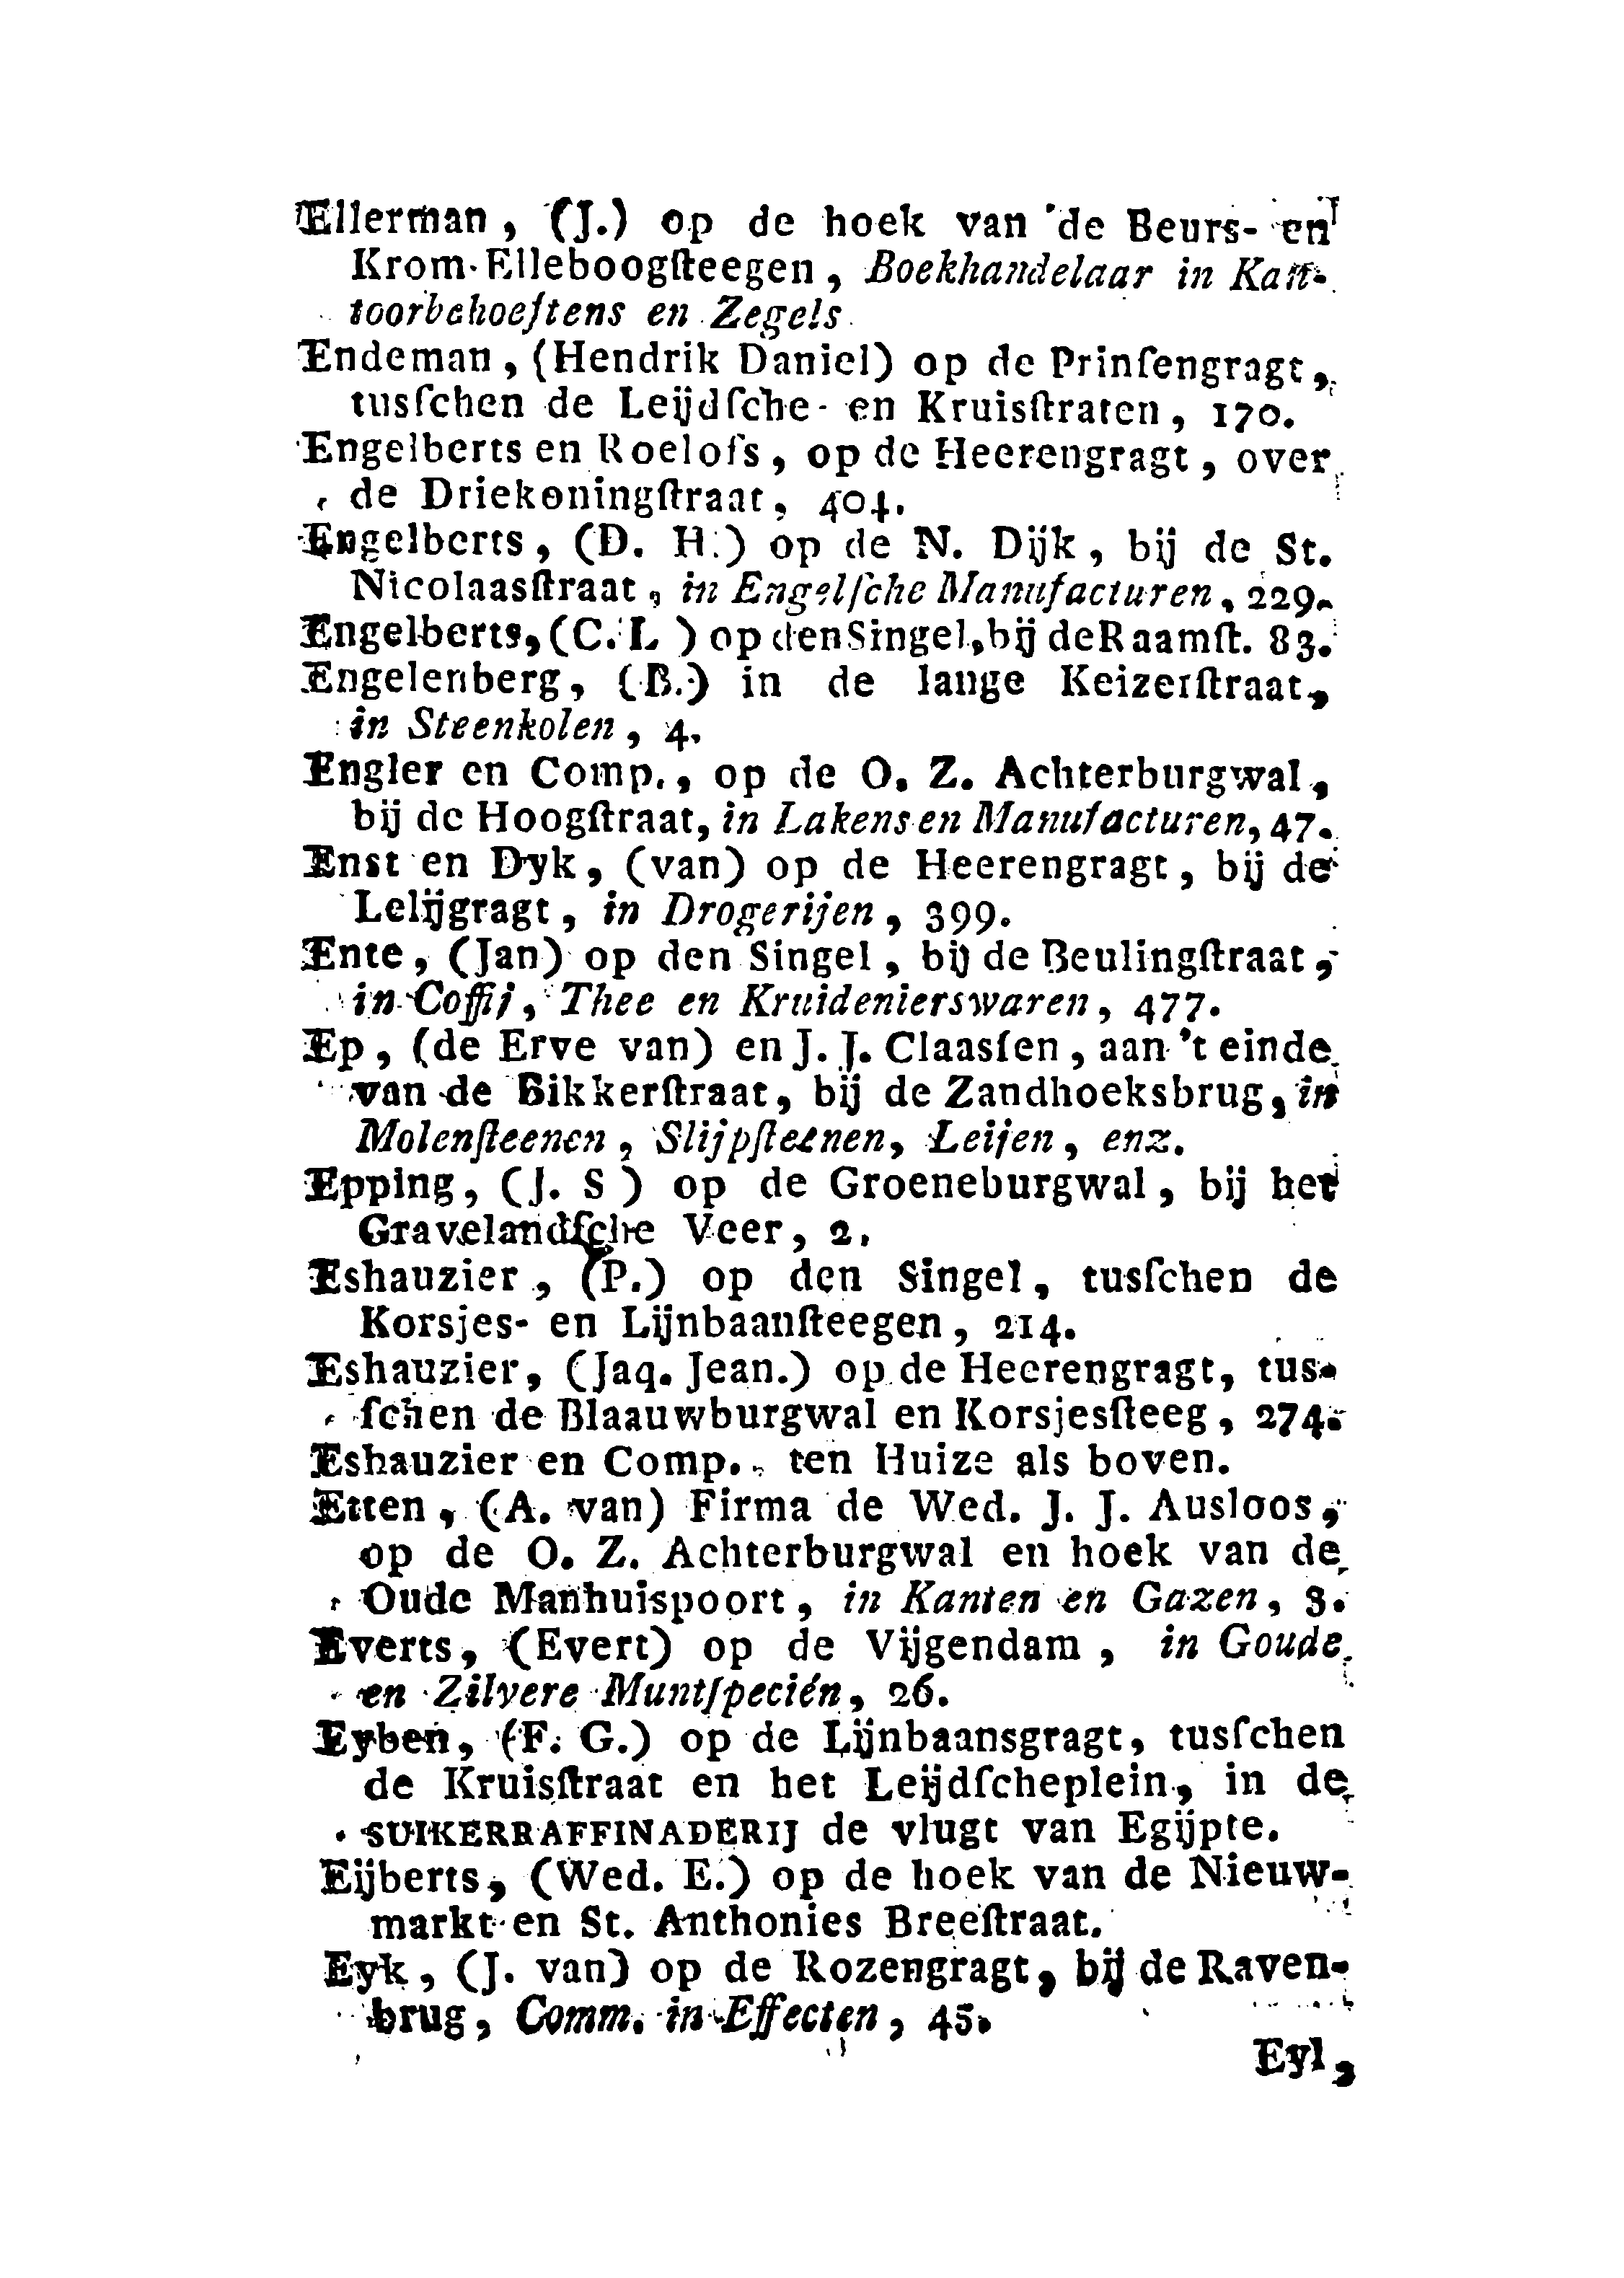 Ellerman, (J.) op de hoek van de Beurs- en
Krom-Elleboogſteegen, Boekhandelaar in Kan-
toorbehoeftens en Zegels
Endeman, (Hendrik Daniel) op de Prinſengragt,
tusſchen de Leijdſche- en Kruisſtraten, 170.
Engelberts en Roelofs, op de Heerengragt, over
de Driekoningſtraat, 404.
Engelberts, (D. H.) op de N. Dijk, bij de St.
Nicolaasſtraat, in Engelſche Manufacturen, 229.
Engelberts, (C. L ) op den Singel, bij de Raamſt. 83.
Engelenberg, (B.) in de lange Keizerſtraat,
in Steenkolen, 4.
Engler en Comp., op de O. Z. Achterburgwal,
bij de Hoogſtraat, in Lakens en Manufacturen, 47.
Enst en Dyk, (van) op de Heerengragt, bij de
Lelijgragt, in Drogerijen, 399.
Ente, (Jan) op den Singel, bij de Beulingſtraat,
in Coffij, Thee en Kruidenierswaren, 477.
Ep, (de Erve van) en J. J. Claasſen, aan 't einde
van de Bikkerſtraat, bij de Zandhoeksbrug, in
Molenſteenen, Slijpſteenen, Leijen, enz.
Epping, (J. S ) op de Groeneburgwal, bij het
Gravelandſche Veer, 2.
Eshauzier, (P.) op den Singel, tusſchen de
Korsjes- en Lijnbaanſteegen, 214.
Eshauzier, (Jaq. Jean.) op de Heerengragt, tus-
ſchen de Blaauwburgwal en Korsjesſteeg, 274.
Eshauzier en Comp., ten Huize als boven.
Etten, (A. van) Firma de Wed. J. J. Ausloos,
op de O. Z. Achterburgwal en hoek van de
Oude Manhuispoort, in Kanten en Gazen, 3.
Everts, (Evert) op de Vijgendam, in Goude
en Zilvere Muntſpecién, 26.
Eyben, (F. G.) op de Lijnbaansgragt, tusſchen
de Kruisſtraat en het Leijdſcheplein, in de
SUIKERRAFFINADERIJ de vlugt van Egijpte.
Eijberts, (Wed. E.) op de hoek van de Nieuw-
markt en St. Anthonies Breeſtraat.
Eyk, (J. van) op de Rozengragt, bij de Raven-
brug, Comm. in Effecten, 45.
Eyl,